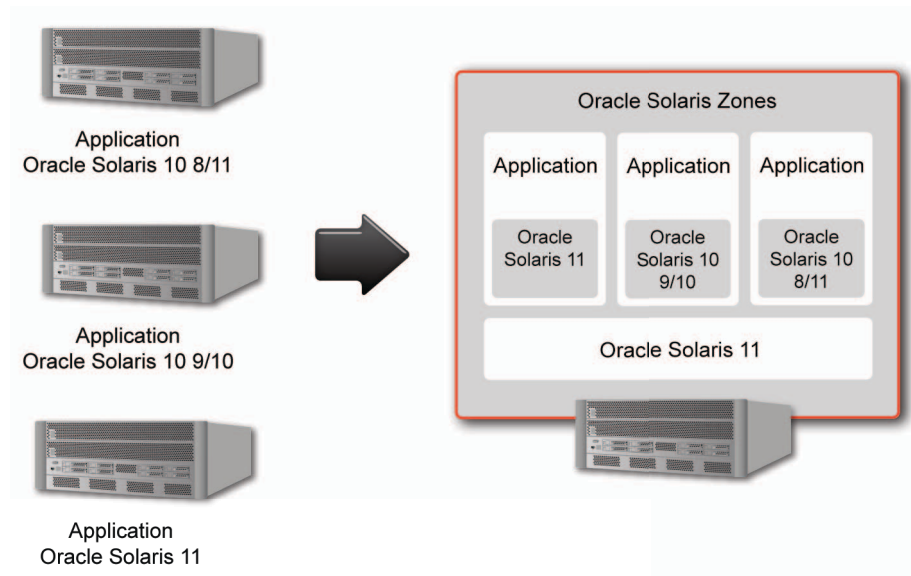 Application
Oracle Solaris 10 8/11
Application
Oracle Solaris 10 9/10
Application
Oracle Solaris 11
Oracle Solaris Zones
Application
Oracle
Solaris 11
Application
Oracle
Solaris 10
9/10
Application
Oracle
Solaris 10
8/11
Oracle Solaris 11